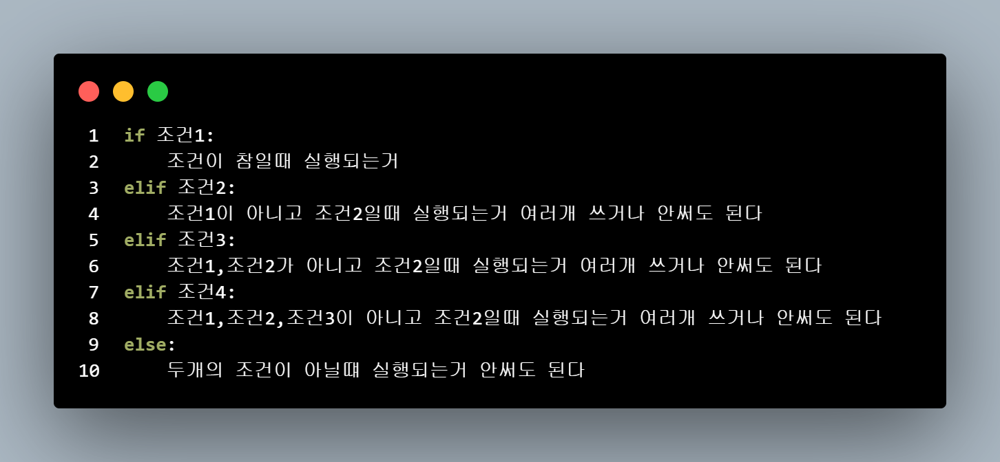 1 if 조건1:
2     조건이 참일때 실행되는거
3 elif 조건2:
4     조건1이 아니고 조건2일때 실행되는거 여러개 쓰거나 안써도 된다
5 elif 조건3:
6     조건1,조건2가 아니고 조건2일때 실행되는거 여러개 쓰거나 안써도 된다
7 elif 조건4:
8     조건1,조건2,조건3이 아니고 조건2일때 실행되는거 여러개 쓰거나 안써도 된다
9 else:
10     두개의 조건이 아닐떄 실행되는거 안써도 된다